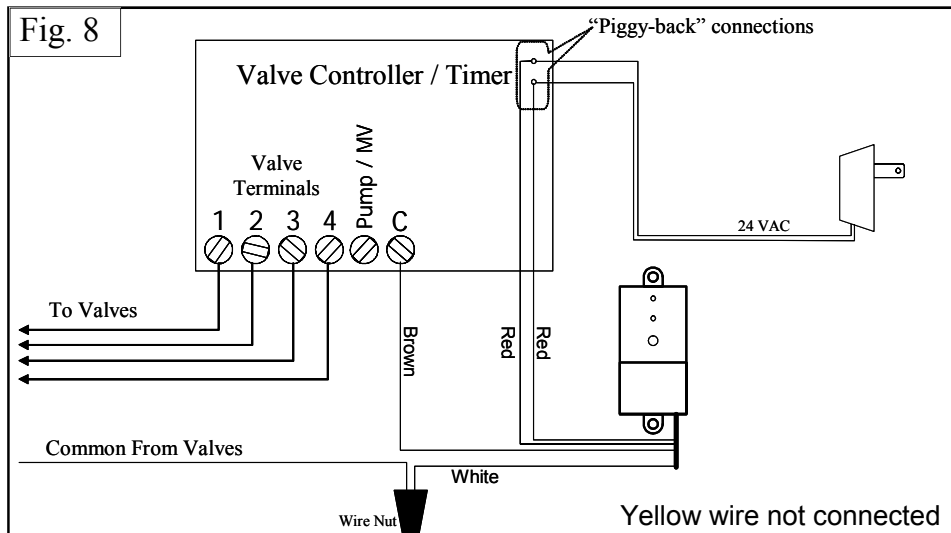 Fig. 8
“Piggy-back” connections
Valve Controller / Timer
Valve
Terminals
Pump / MV
1 2 3 4 C
24 VAC
To Valves
Brown
Red
Red
Common From Valves
White
Wire Nut
Yellow wire not connected